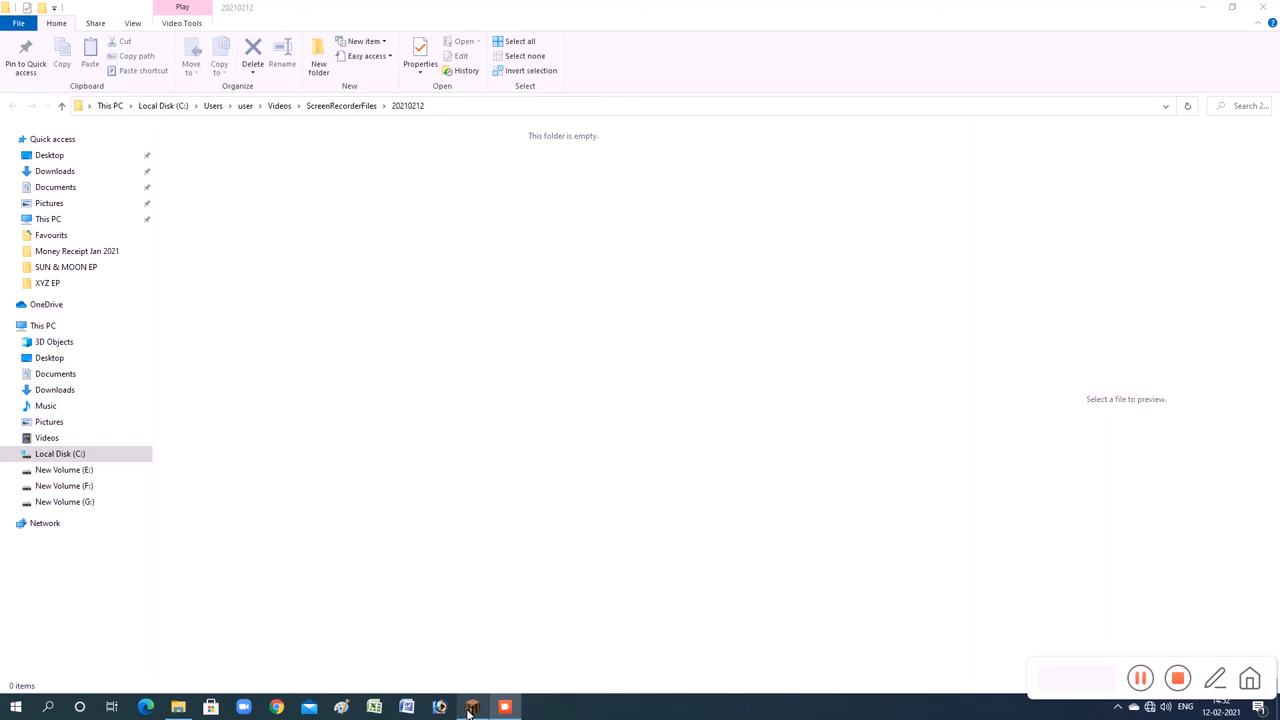 Play
20210212
File
Home
Share
View
Video Tools
Pin to Quick access
Copy
Paste
Cut
Copy path
Paste shortcut
Clipboard
Move to
Copy to
Delete
Rename
Organize
New folder
New item
Easy access
New
Properties
Open
Edit
History
Open
Select all
Select none
Invert selection
Select
This PC
Local Disk (C:)
Users
user
Videos
ScreenRecorderFiles
20210212
Search 2...
This folder is empty.
Quick access
Desktop
Downloads
Documents
Pictures
This PC
Favourits
Money Receipt Jan 2021
SUN & MOON EP
XYZ EP
OneDrive
This PC
3D Objects
Desktop
Documents
Downloads
Music
Pictures
Videos
Local Disk (C:)
New Volume (E:)
New Volume (F:)
New Volume (G:)
Network
Select a file to preview.
0 items
ENG
14:52
12-02-2021